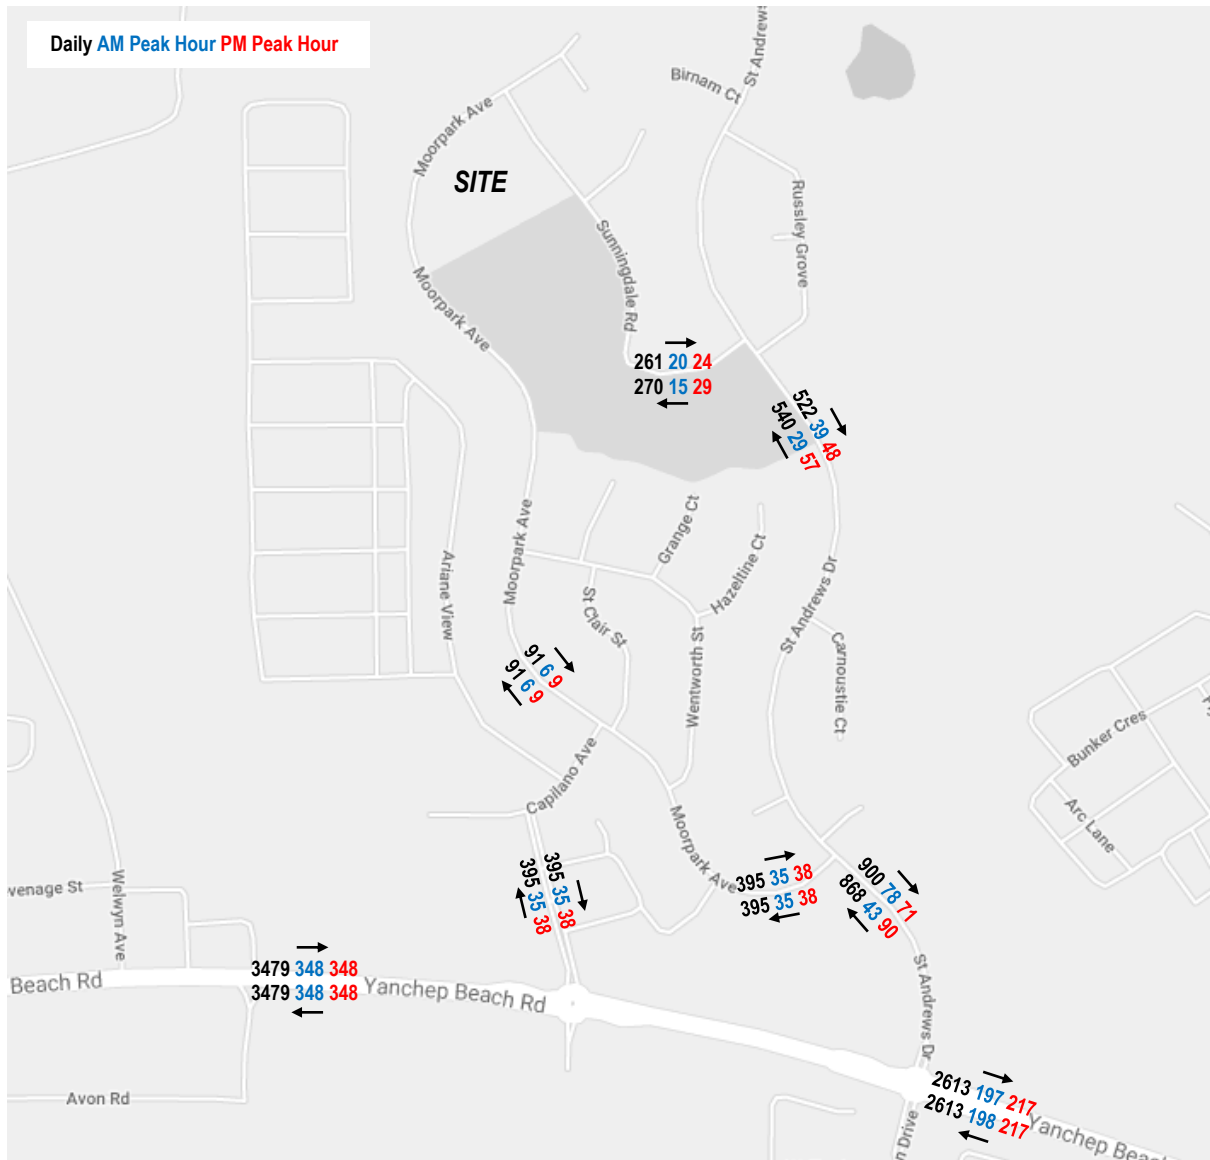 Daily AM Peak Hour PM Peak Hour
St Andrews
Birnam Ct
Moorpark Ave
SITE
Russley Grove
Sunningdale Rd
Moorpark Ave
261 20 24
270 15 29
522 39 48
540 29 57
Grange Ct
Moorpark Ave
Hazeltine Ct
Ariane View
St Clair St
St Andrews Dr
Wentworth St
Carnoustie Ct
91 6 9
91 6 9
Bunker Cres
Capilano Ave
Arc Lane
Moorpark Ave
395 35 38
395 35 38
395 35 38
395 35 38
900 78 71
868 43 90
venage St
Welwyn Ave
3479 348 348
3479 348 348
Beach Rd
Yanchep Beach Rd
St Andrews Dr
Avon Rd
2613 197 217
2613 198 217
Yanchep Beac
n Drive